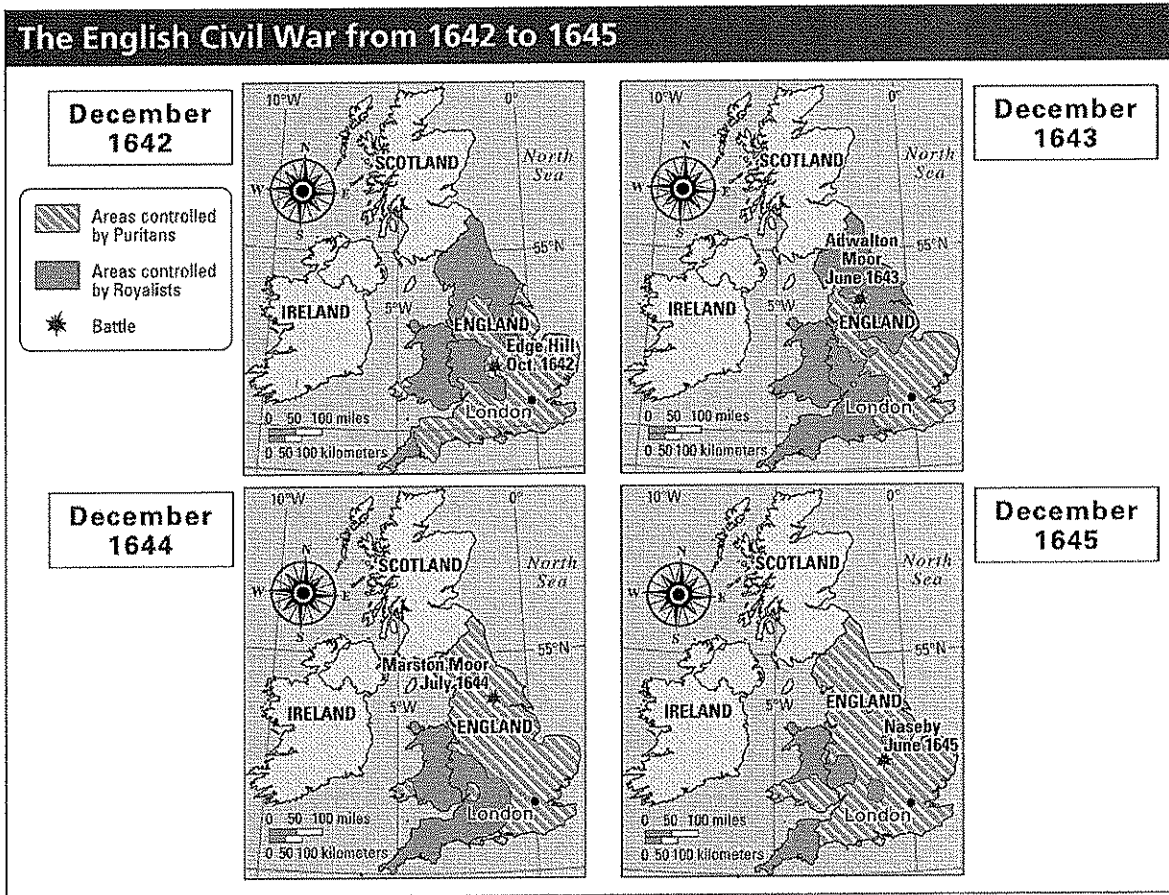 The English Civil War from 1642 to 1645
December
1642
Areas controlled
by Puritans
Areas controlled
by Royalists
Battle
10°W
0°
N
W
E
S
SCOTLAND
North
Sea
55°N
IRELAND
5°W
ENGLAND
Edge Hill
Oct. 1642
London
0 50 100 miles
0 50 100 kilometers
December
1643
10°W
0°
N
W
E
S
SCOTLAND
North
Sea
55°N
Adwalton
Moor
June 1643
IRELAND
5°W
ENGLAND
London
0 50 100 miles
0 50 100 kilometers
December
1644
10°W
0°
N
W
E
S
SCOTLAND
North
Sea
55°N
Marston Moor
July 1644
IRELAND
5°W
ENGLAND
London
0 50 100 miles
0 50 100 kilometers
December
1645
10°W
0°
N
W
E
S
SCOTLAND
North
Sea
55°N
IRELAND
5°W
ENGLAND
Naseby
June 1645
London
0 50 100 miles
0 50 100 kilometers